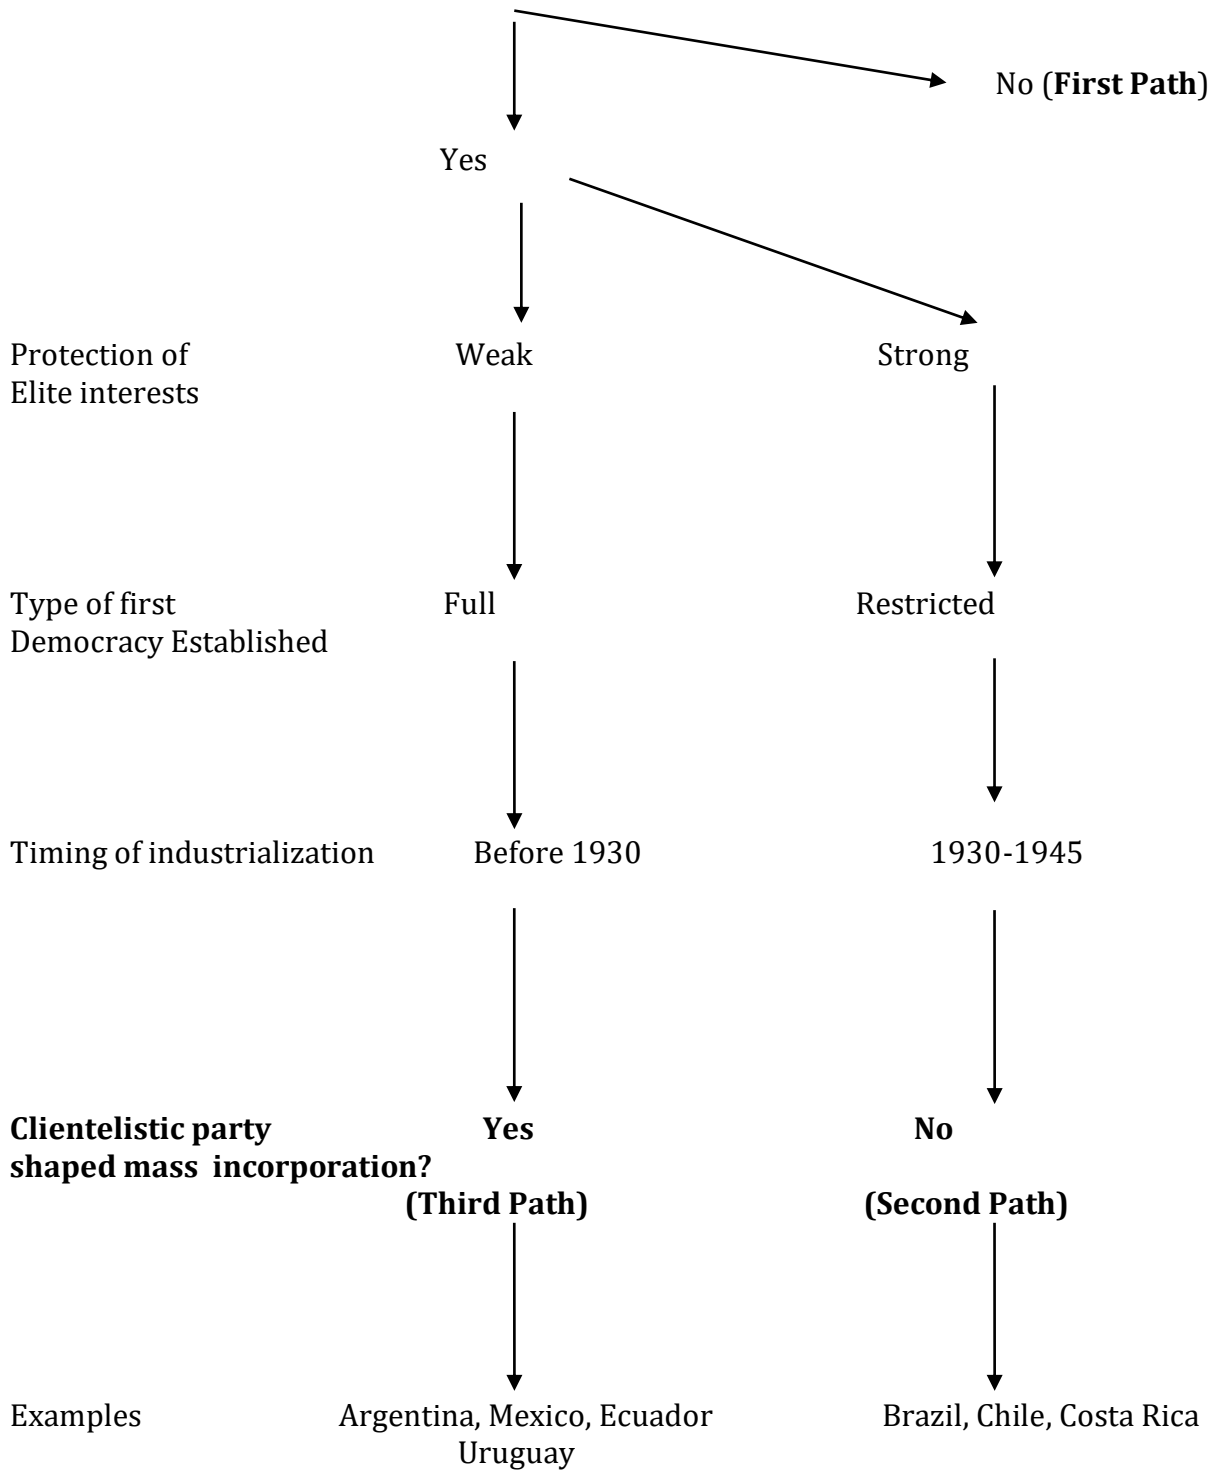 No (First Path)
Yes
Protection of Weak Strong
Elite interests
Type of first Full Restricted
Democracy Established
Timing of industrialization Before 1930 1930-1945
Clientelistic party Yes No
shaped mass incorporation?
(Third Path) (Second Path)
Examples Argentina, Mexico, Ecuador Brazil, Chile, Costa Rica
Uruguay